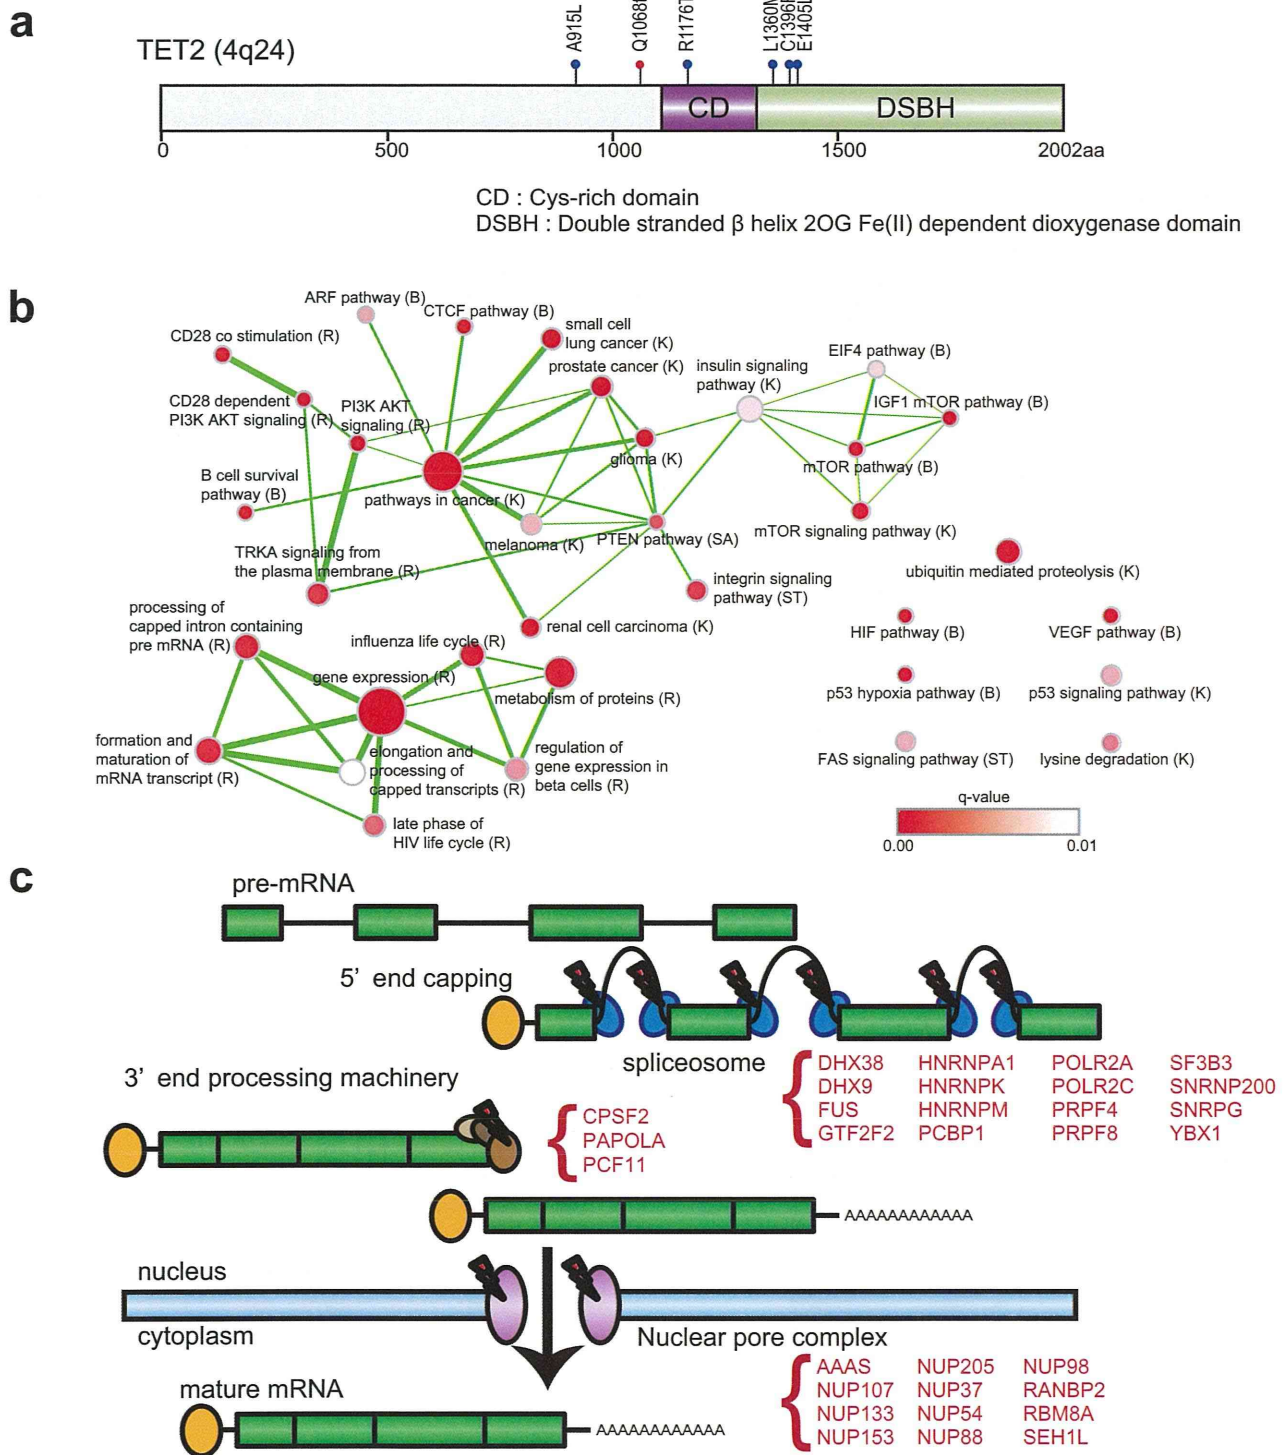 a
TET2 (4q24)
A915L
R1176
L1360
E1405L
CD
DSBH
0
500
1000
1500
2002aa
CD : Cys-rich domain
DSBH : Double stranded β helix 2OG Fe(II) dependent dioxygenase domain
b
ARF pathway (B)
CTCF pathway (B)
CD28 co stimulation (R)
small cell
lung cancer (K)
prostate cancer (K)
insulin signaling
pathway (K)
EIF4 pathway (B)
CD28 dependent
PI3K AKT signaling (R)
PI3K AKT
signaling (R)
IGF1 mTOR pathway (B)
glioma (K)
mTOR pathway (B)
B cell survival
pathway (B)
pathways in cancer (K)
melanoma (K)
PTEN pathway (SA)
mTOR signaling pathway (K)
TRKA signaling from
the plasma membrane (R)
integrin signaling
pathway (ST)
ubiquitin mediated proteolysis (K)
processing of
capped intron containing
pre mRNA (R)
renal cell carcinoma (K)
HIF pathway (B)
VEGF pathway (B)
influenza life cycle (R)
gene expression (R)
metabolism of proteins (R)
p53 hypoxia pathway (B)
p53 signaling pathway (K)
formation and
maturation of
mRNA transcript (R)
elongation and
processing of
capped transcripts (R)
regulation of
gene expression in
beta cells (R)
FAS signaling pathway (ST)
lysine degradation (K)
late phase of
HIV life cycle (R)
q-value
0.00
0.01
c
pre-mRNA
5' end capping
spliceosome
DHX38 HNRNPA1 POLR2A SF3B3
DHX9 HNRNPK POLR2C SNRNP200
FUS HNRNPM PRPF4 SNRPG
GTF2F2 PCBP1 PRPF8 YBX1
3' end processing machinery
CPSF2
PAPOLA
PCF11
AAAAAAAAAAAA
nucleus
cytoplasm
Nuclear pore complex
AAAS NUP205 NUP98
NUP107 NUP37 RANBP2
NUP133 NUP54 RBM8A
NUP153 NUP88 SEH1L
mature mRNA
AAAAAAAAAAAA